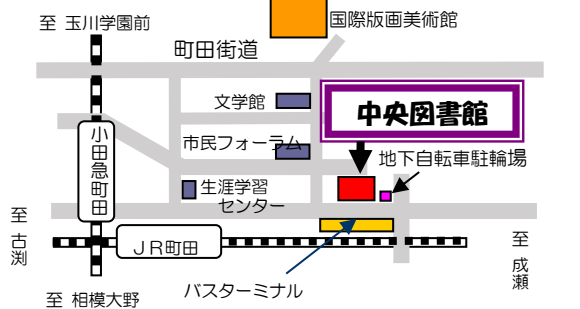 至 玉川学園前
国際版画美術館
町田街道
文学館
中央図書館
市民フォーラム
地下自転車駐輪場
小田急町田
生涯学習
センター
至 古渕
JR町田
至 成瀬
バスターミナル
至 相模大野